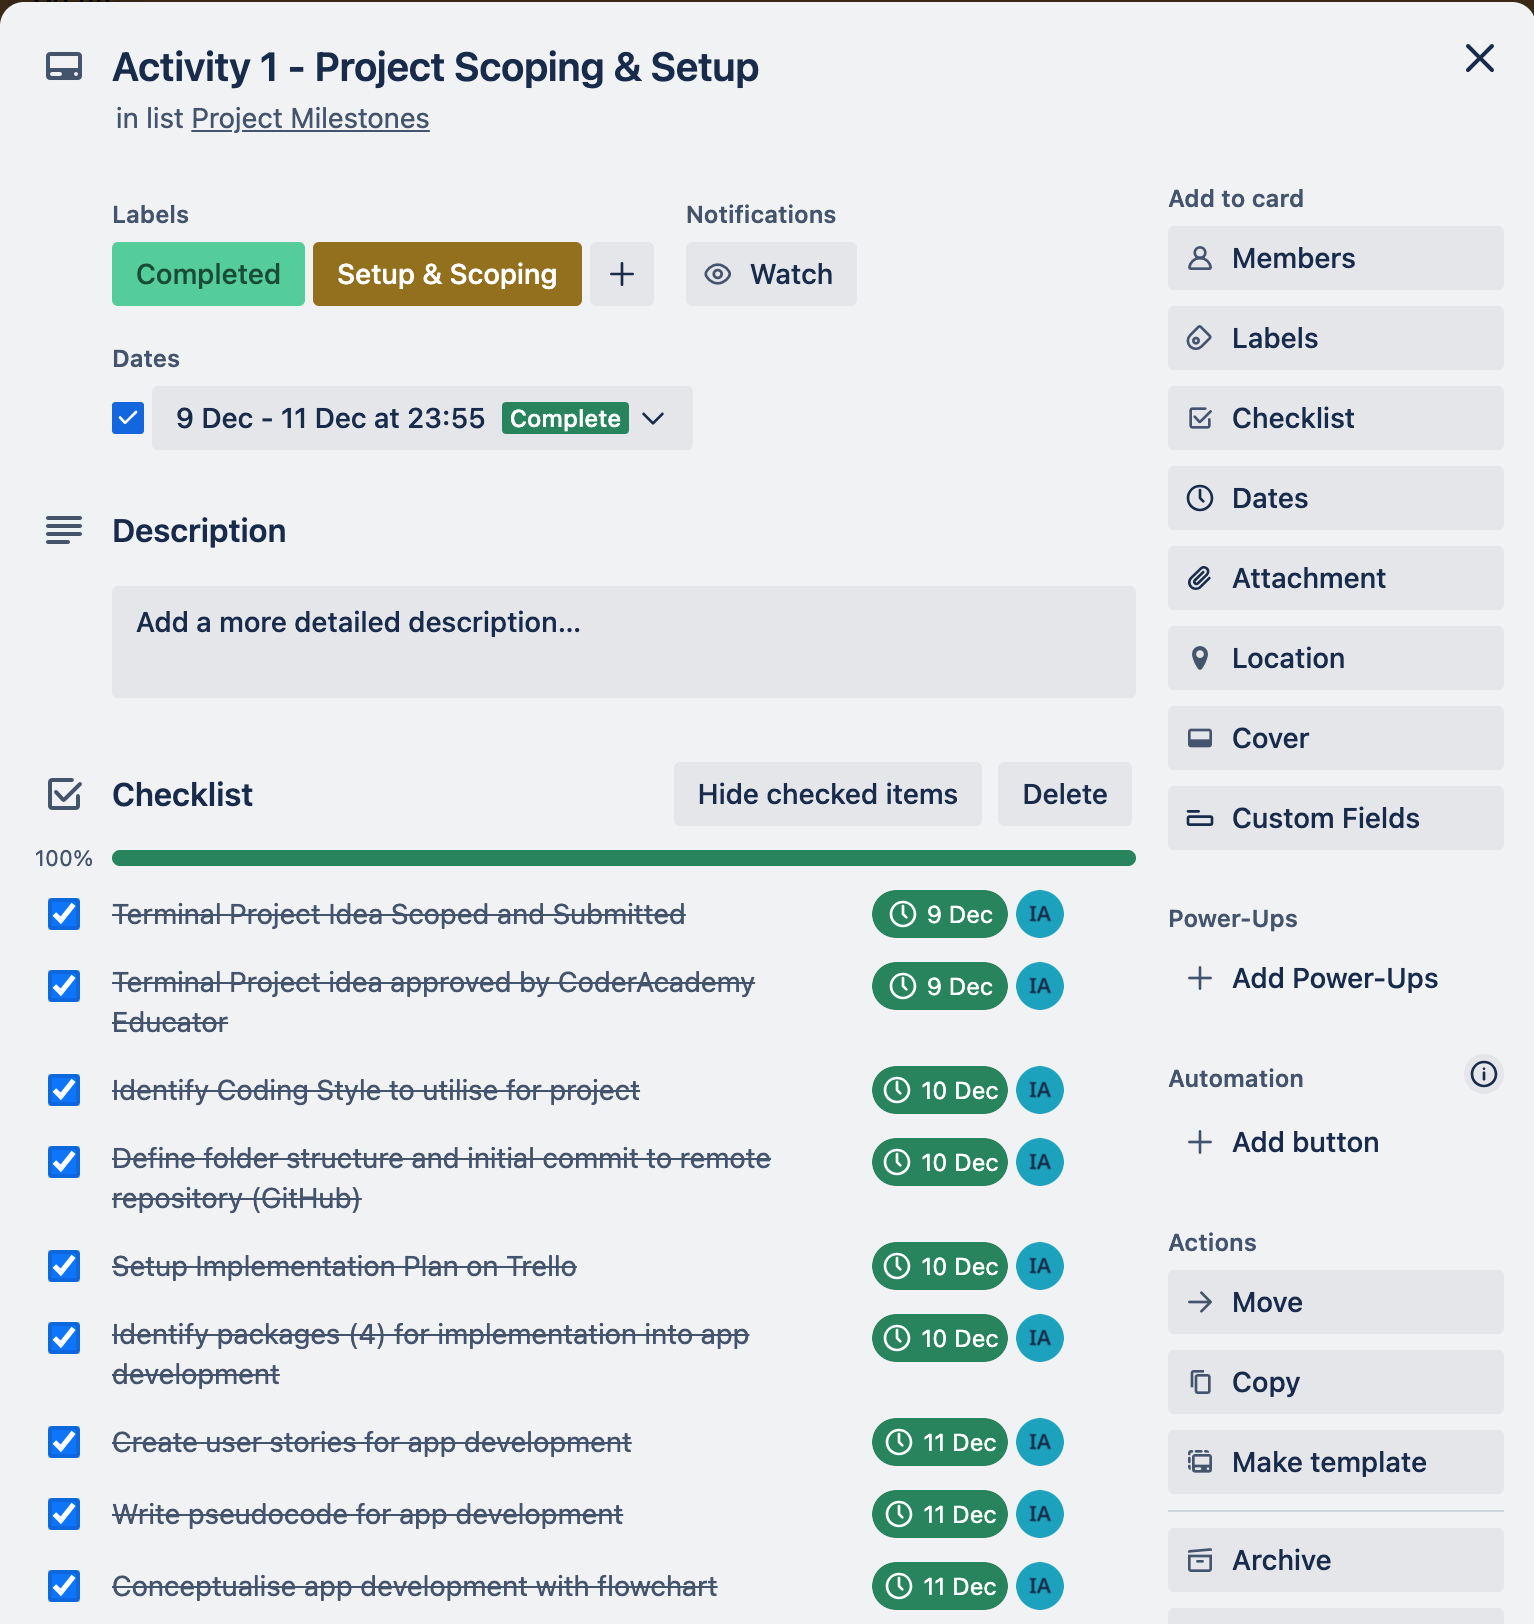 Activity 1 - Project Scoping & Setup
in list Project Milestones
Labels
Completed
Setup & Scoping
Notifications
Watch
Dates
9 Dec - 11 Dec at 23:55 Complete
Description
Add a more detailed description...
Checklist
Hide checked items
Delete
100%
Terminal Project Idea Scoped and Submitted
9 Dec IA
Terminal Project idea approved by CoderAcademy
Educator
9 Dec IA
Identify Coding Style to utilise for project
10 Dec IA
Define folder structure and initial commit to remote
repository (GitHub)
10 Dec IA
Setup Implementation Plan on Trello
10 Dec IA
Identify packages (4) for implementation into app
development
10 Dec IA
Create user stories for app development
11 Dec IA
Write pseudocode for app development
11 Dec IA
Conceptualise app development with flowchart
11 Dec IA
Add to card
Members
Labels
Checklist
Dates
Attachment
Location
Cover
Custom Fields
Power-Ups
Add Power-Ups
Automation
Add button
Actions
Move
Copy
Make template
Archive